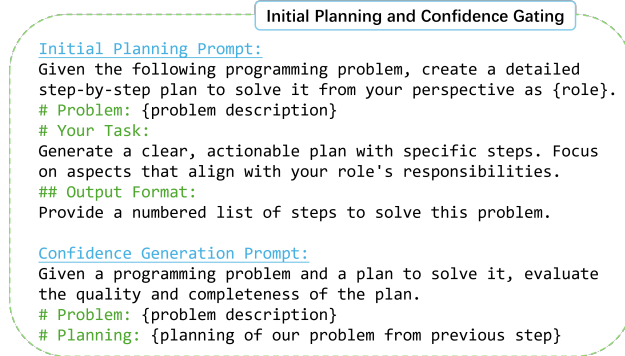 Initial Planning and Confidence Gating
Initial Planning Prompt:
Given the following programming problem, create a detailed
step-by-step plan to solve it from your perspective as {role}.
# Problem: {problem description}
# Your Task:
Generate a clear, actionable plan with specific steps. Focus
on aspects that align with your role's responsibilities.
## Output Format:
Provide a numbered list of steps to solve this problem.
Confidence Generation Prompt:
Given a programming problem and a plan to solve it, evaluate
the quality and completeness of the plan.
# Problem: {problem description}
# Planning: {planning of our problem from previous step}